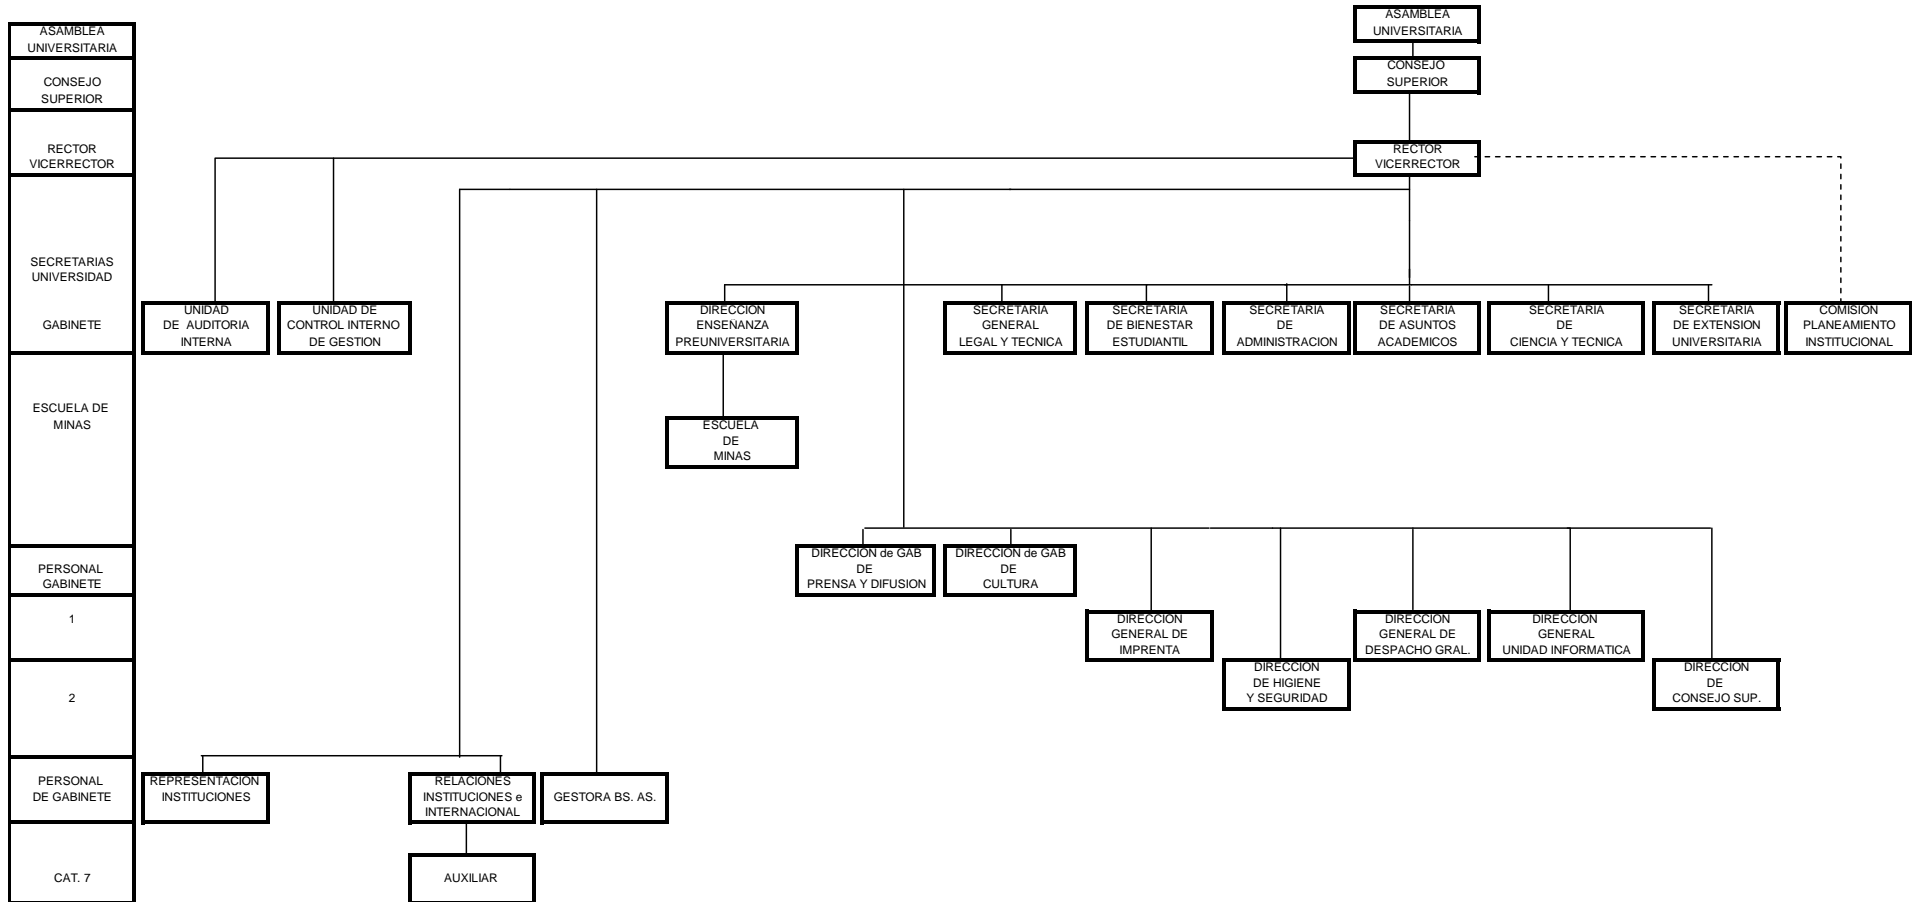 ASAMBLEA
UNIVERSITARIA
CONSEJO
SUPERIOR
RECTOR
VICERRECTOR
SECRETARIAS
UNIVERSIDAD
GABINETE
ESCUELA DE
MINAS
PERSONAL
GABINETE
1
2
PERSONAL
DE GABINETE
CAT. 7
ASAMBLEA
UNIVERSITARIA
CONSEJO
SUPERIOR
RECTOR
VICERRECTOR
UNIDAD
DE AUDITORIA
INTERNA
UNIDAD DE
CONTROL INTERNO
DE GESTION
DIRECCION
ENSEÑANZA
PREUNIVERSITARIA
SECRETARIA
GENERAL
LEGAL Y TECNICA
SECRETARIA
DE BIENESTAR
ESTUDIANTIL
SECRETARIA
DE
ADMINISTRACION
SECRETARIA
DE ASUNTOS
ACADEMICOS
SECRETARIA
DE
CIENCIA Y TECNICA
SECRETARIA
DE EXTENSION
UNIVERSITARIA
COMISION
PLANEAMIENTO
INSTITUCIONAL
ESCUELA
DE
MINAS
DIRECCION de GAB
DE
PRENSA Y DIFUSION
DIRECCION de GAB
DE
CULTURA
DIRECCION
GENERAL DE
IMPRENTA
DIRECCION
DE HIGIENE
Y SEGURIDAD
DIRECCION
GENERAL DE
DESPACHO GRAL.
DIRECCION
GENERAL
UNIDAD INFORMATICA
DIRECCION
DE
CONSEJO SUP.
REPRESENTACION
INSTITUCIONES
RELACIONES
INSTITUCIONES e
INTERNACIONAL
GESTORA BS. AS.
AUXILIAR